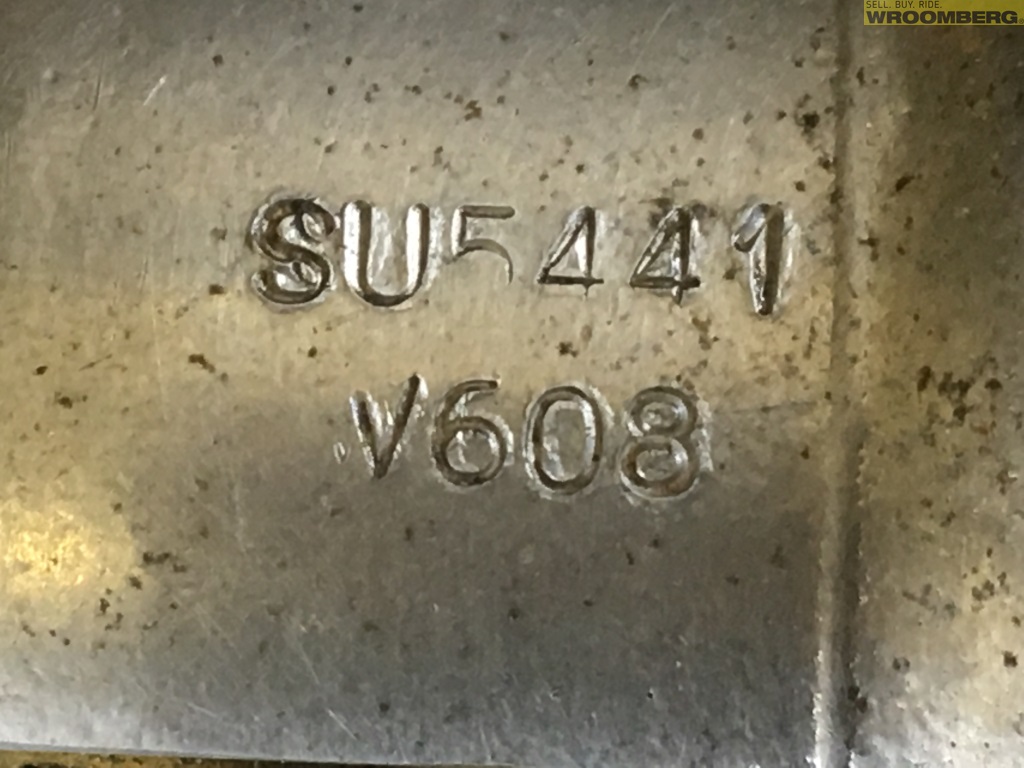 SELL. BUY. RIDE.
WROOMBERG
SU5441
V608